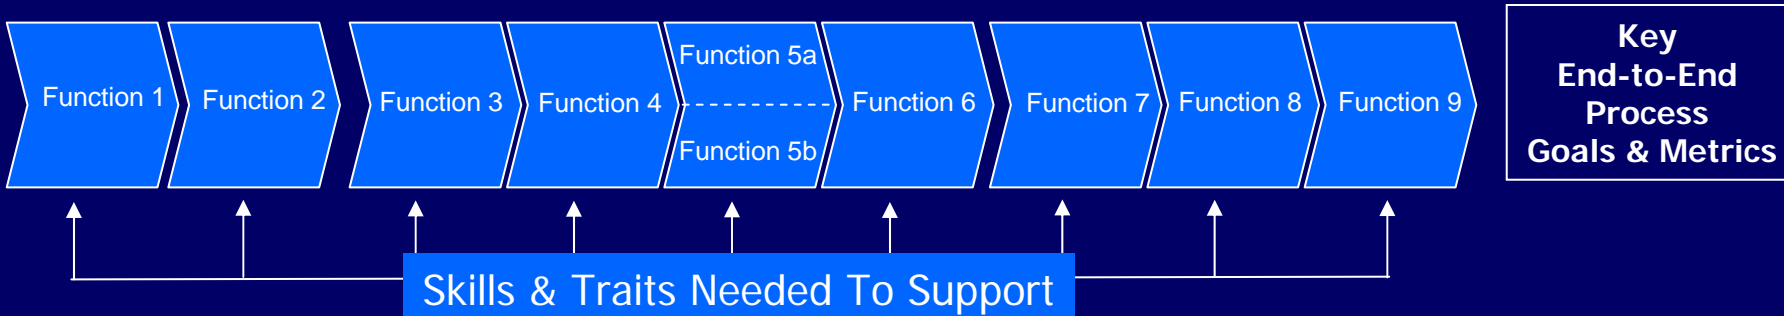 Function 1
Function 2
Function 3
Function 4
Function 5a
Function 5b
Function 6
Function 7
Function 8
Function 9
Key
End-to-End
Process
Goals & Metrics
Skills & Traits Needed To Support